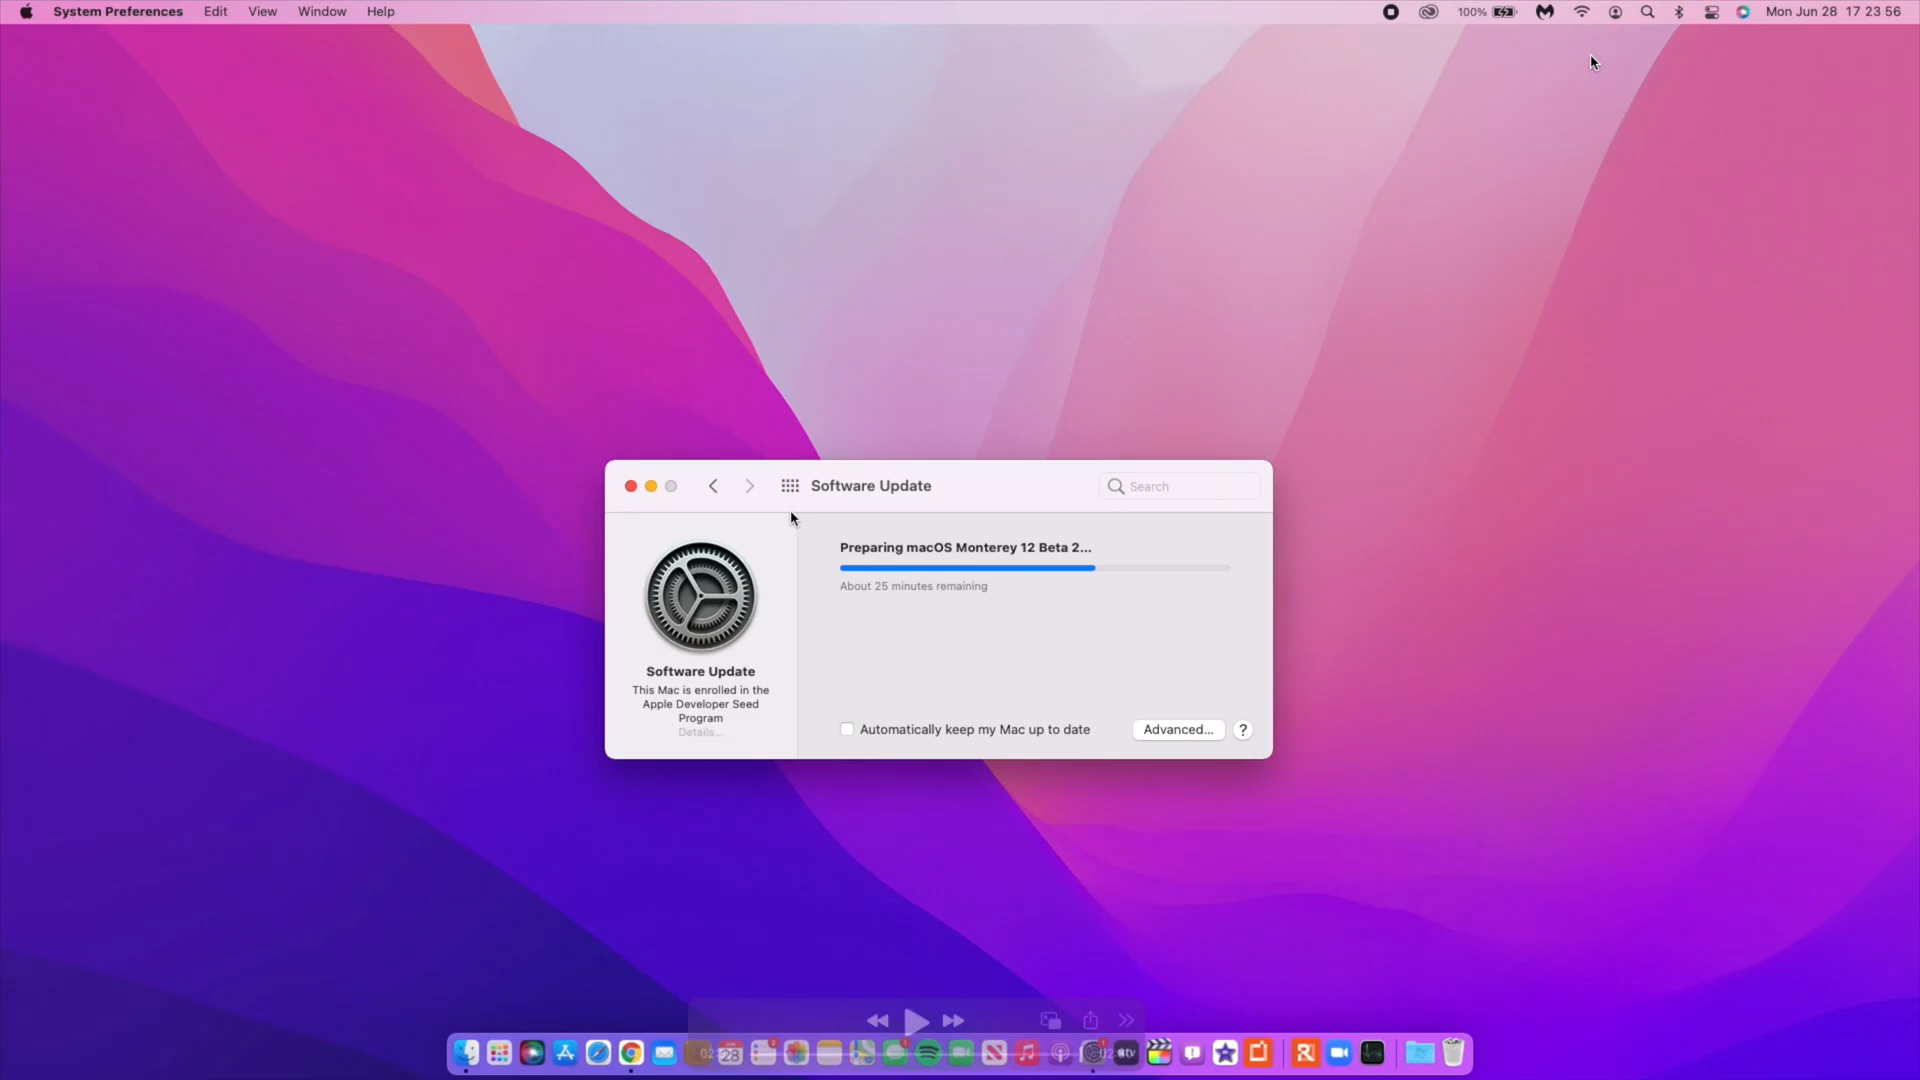 System Preferences Edit View Window Help 100% Mon Jun 28 17 23 56
Software Update
Search
Preparing macOS Monterey 12 Beta 2...
About 25 minutes remaining
Software Update
This Mac is enrolled in the
Apple Developer Seed
Program
Details...
Automatically keep my Mac up to date
Advanced...
?
28
tv